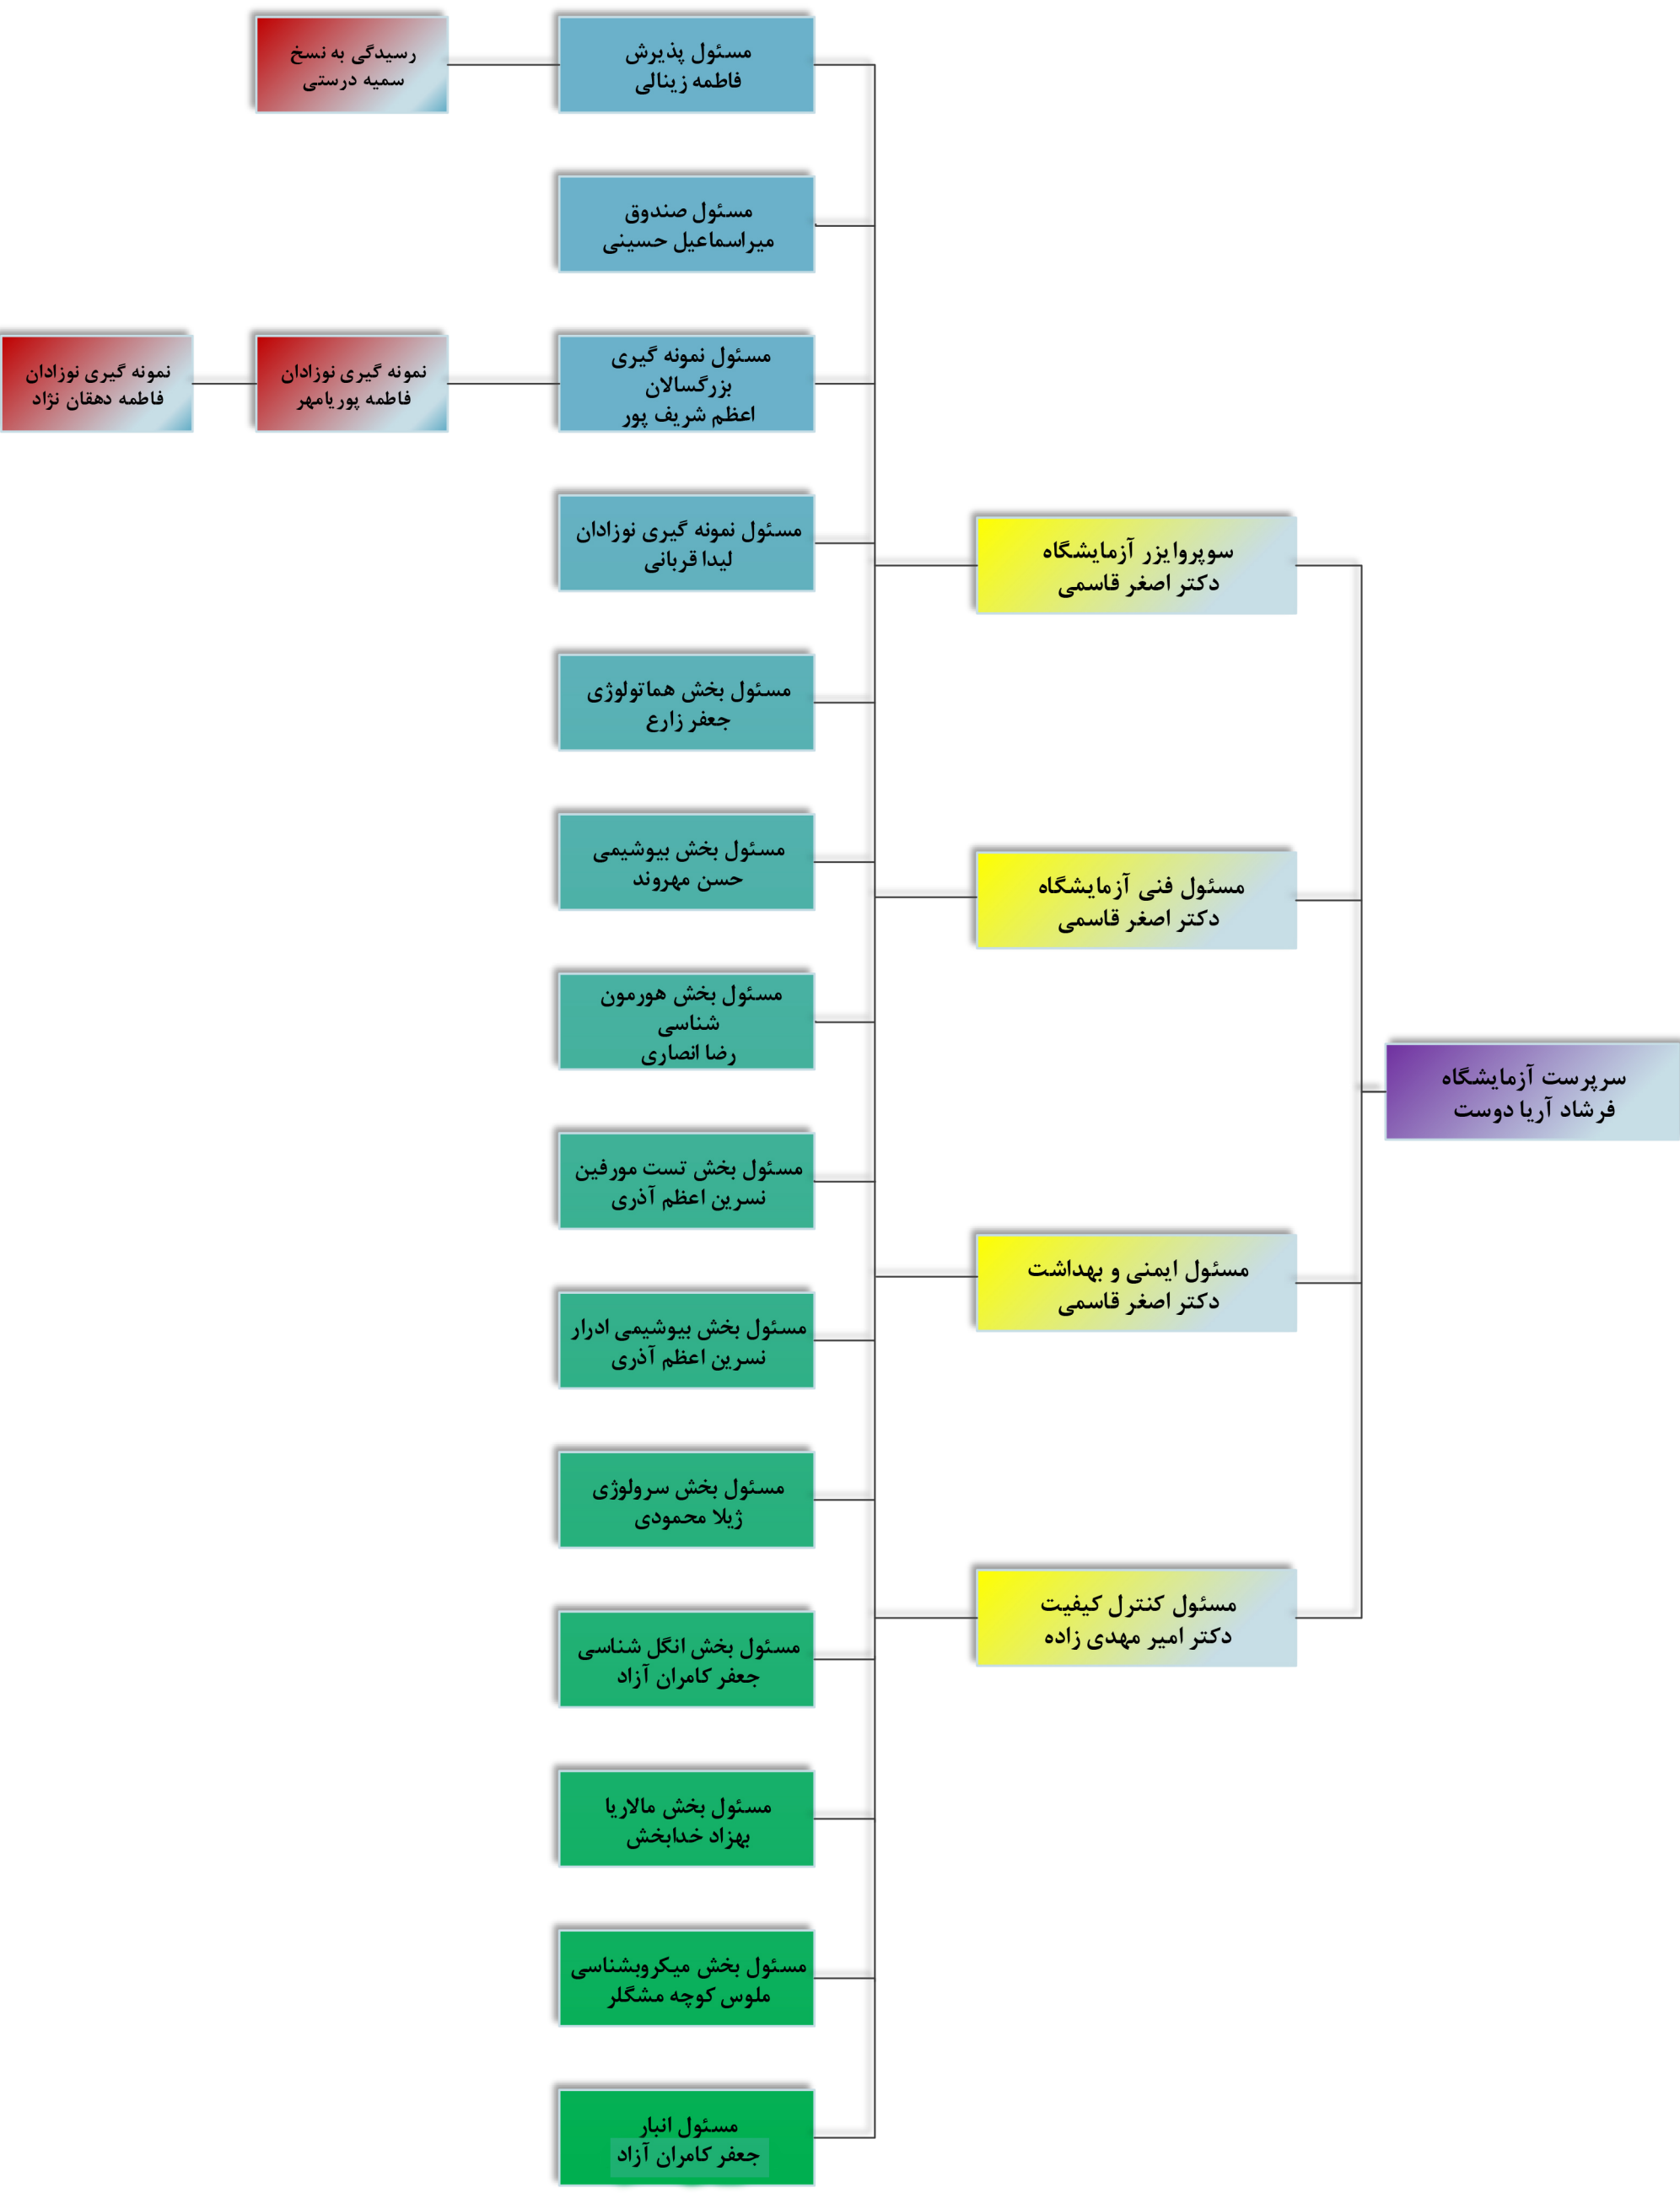 سرپرست آزمایشگاه
فرشاد آریا دوست
سوپروایزر آزمایشگاه
دکتر اصغر قاسمی
مسئول فنی آزمایشگاه
دکتر اصغر قاسمی
مسئول ایمنی و بهداشت
دکتر اصغر قاسمی
مسئول کنترل کیفیت
دکتر امیر مهدی زاده
مسئول پذیرش
فاطمه زینالی
رسیدگی به نسخ
سمیه درستی
مسئول صندوق
میراسماعیل حسینی
مسئول نمونه گیری
بزرگسالان
اعظم شریف پور
نمونه گیری نوزادان
فاطمه پوریامهر
نمونه گیری نوزادان
فاطمه دهقان نژاد
مسئول نمونه گیری نوزادان
لیدا قربانی
مسئول بخش هماتولوژی
جعفر زارع
مسئول بخش بیوشیمی
حسن مهروند
مسئول بخش هورمون
شناسی
رضا انصاری
مسئول بخش تست مورفین
نسرین اعظم آذری
مسئول بخش بیوشیمی ادرار
نسرین اعظم آذری
مسئول بخش سرولوژی
ژیلا محمودی
مسئول بخش انگل شناسی
جعفر کامران آزاد
مسئول بخش مالاریا
بهزاد خدابخش
مسئول بخش میکروبشناسی
ملوس کوچه مشگلر
مسئول انبار
جعفر کامران آزاد